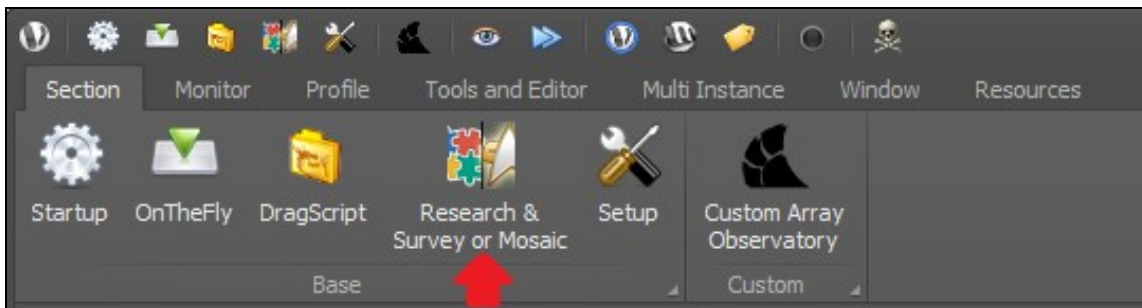 Section Monitor Profile Tools and Editor Multi Instance Window Resources
Startup OnTheFly DragScript Research & Setup Custom Array
Survey or Mosaic Observatory
Base Custom